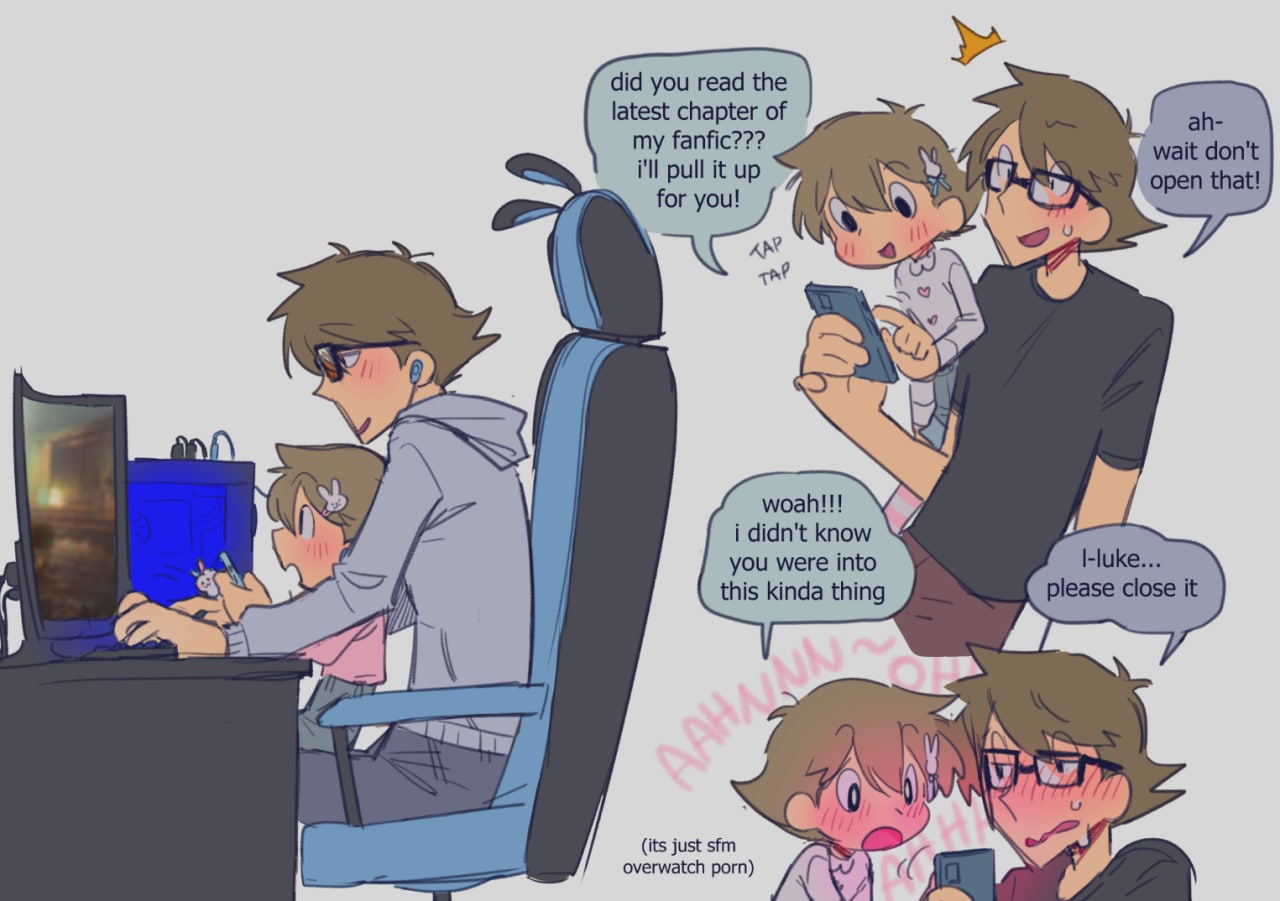 did you read the
latest chapter of
my fanfic???
i'll pull it up
for you!
ah-
wait don't
open that!
TAP
TAP
woah!!!
i didn't know
you were into
this kinda thing
l-luke...
please close it
AAHNNN~
OHH
AHHH
(its just sfm
overwatch porn)